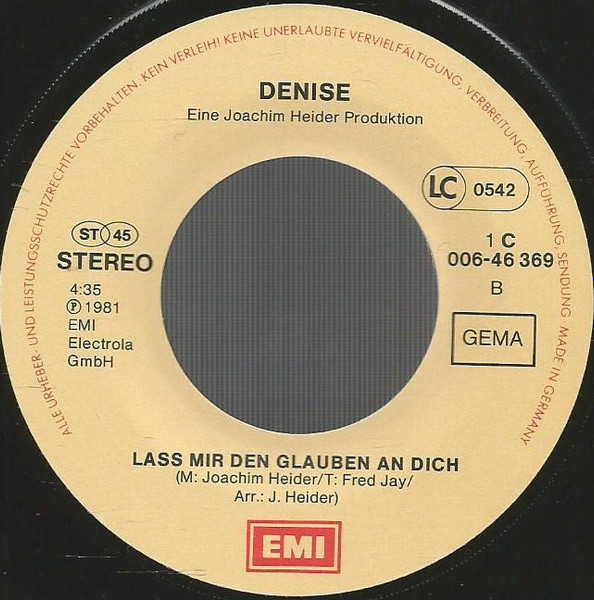 ALLE URHEBER- UND LEISTUNGSSCHUTZRECHTE VORBEHALTEN. KEIN VERLEIH! KEINE UNERLAUBTE VERVIELFÄLTIGUNG, VERBREITUNG, AUFFÜHRUNG, SENDUNG MADE IN GERMANY
DENISE
Eine Joachim Heider Produktion
LC 0542
ST 45
STEREO
4:35
℗ 1981
EMI
Electrola
GmbH
1 C
006-46 369
B
GEMA
LASS MIR DEN GLAUBEN AN DICH
(M: Joachim Heider/T: Fred Jay/
Arr.: J. Heider)
EMI